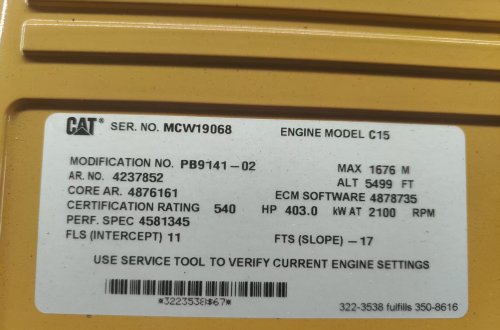 CAT SER. NO. MCW19068 ENGINE MODEL C15
MODIFICATION NO. PB9141-02 MAX 1676 M
AR. NO. 4237852 ALT 5499 FT
CORE AR. 4876161 ECM SOFTWARE 4878735
CERTIFICATION RATING 540 HP 403.0 kW AT 2100 RPM
PERF. SPEC 4581345
FLS (INTERCEPT) 11 FTS (SLOPE) -17
USE SERVICE TOOL TO VERIFY CURRENT ENGINE SETTINGS
*3223538$67*
322-3538 fulfills 350-8616